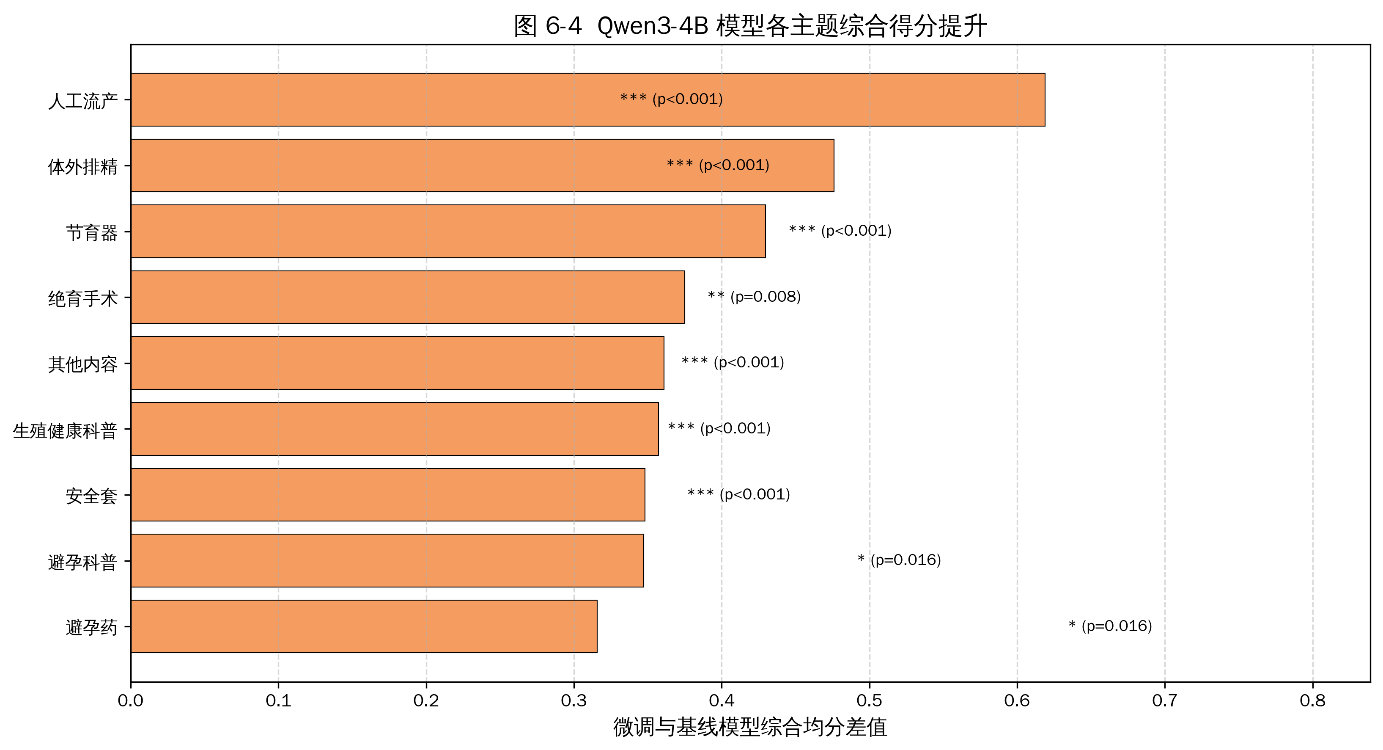 图 6-4 Qwen3-4B 模型各主题综合得分提升
人工流产 *** (p<0.001)
体外排精 *** (p<0.001)
节育器 *** (p<0.001)
绝育手术 ** (p=0.008)
其他内容 *** (p<0.001)
生殖健康科普 *** (p<0.001)
安全套 *** (p<0.001)
避孕科普 * (p=0.016)
避孕药 * (p=0.016)
0.0 0.1 0.2 0.3 0.4 0.5 0.6 0.7 0.8
微调与基线模型综合均分差值